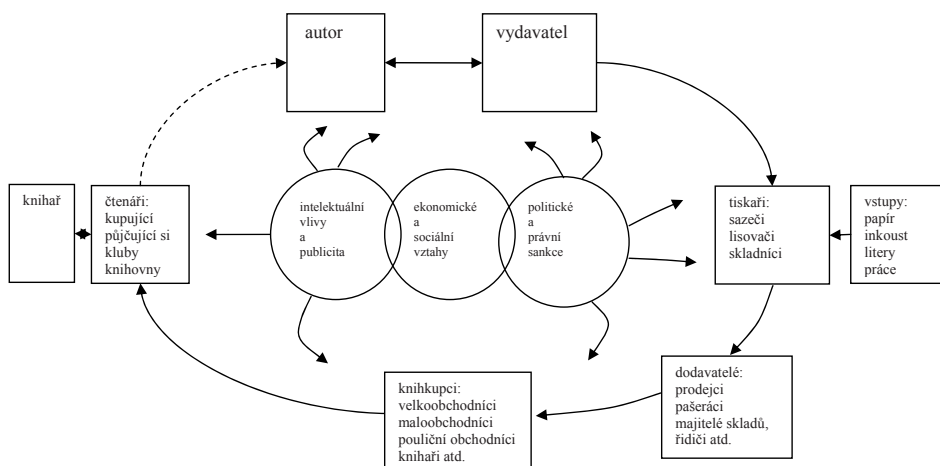 autor
vydavatel
knihař
čtenáři:
kupující
půjčující si
kluby
knihovny
intelektuální
vlivy
a
publicita
ekonomické
a
sociální
vztahy
politické
a
právní
sankce
tiskaři:
sazeči
lisovači
skladníci
vstupy:
papír
inkoust
litery
práce
knihkupci:
velkoobchodníci
maloobchodníci
pouliční obchodníci
knihaři atd.
dodavatelé:
prodejci
pašeráci
majitelé skladů,
řidiči atd.